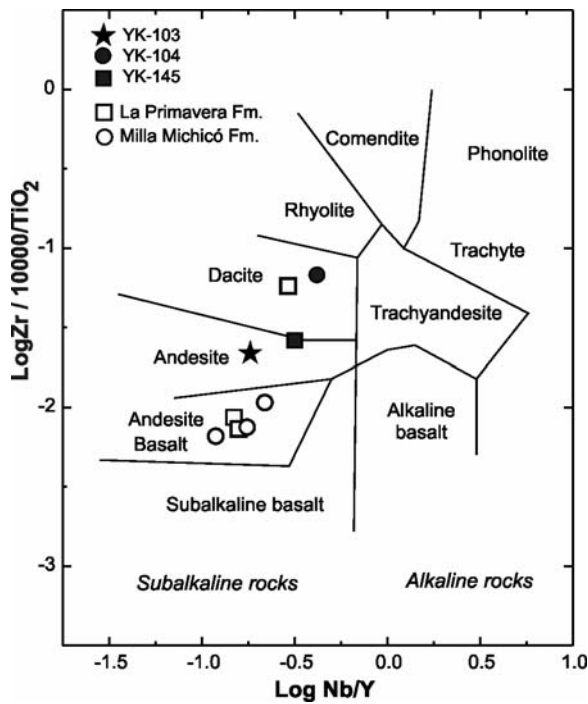 YK-103
YK-104
YK-145
La Primavera Fm.
Milla Michicó Fm.
Comendite
Phonolite
Rhyolite
Trachyte
Dacite
Trachyandesite
Andesite
Andesite
Basalt
Alkaline
basalt
Subalkaline basalt
Subalkaline rocks
Alkaline rocks
LogZr / 10000/TiO2
0
-1
-2
-3
-1.5
-1.0
-0.5
0.0
0.5
1.0
Log Nb/Y